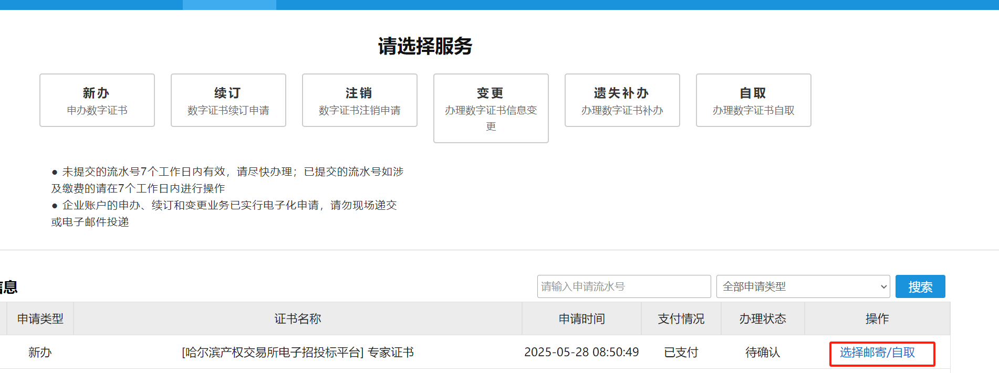 请选择服务
新办
申办数字证书
续订
数字证书续订申请
注销
数字证书注销申请
变更
办理数字证书信息变
更
遗失补办
办理数字证书补办
自取
办理数字证书自取
● 未提交的流水号7个工作日内有效，请尽快办理；已提交的流水号如涉
及缴费的请在7个工作日内进行操作
● 企业账户的申办、续订和变更业务已实行电子化申请，请勿现场递交
或电子邮件投递
信息
请输入申请流水号
全部申请类型
搜索
申请类型 证书名称 申请时间 支付情况 办理状态 操作
新办 [哈尔滨产权交易所电子招投标平台] 专家证书 2025-05-28 08:50:49 已支付 待确认 选择邮寄/自取